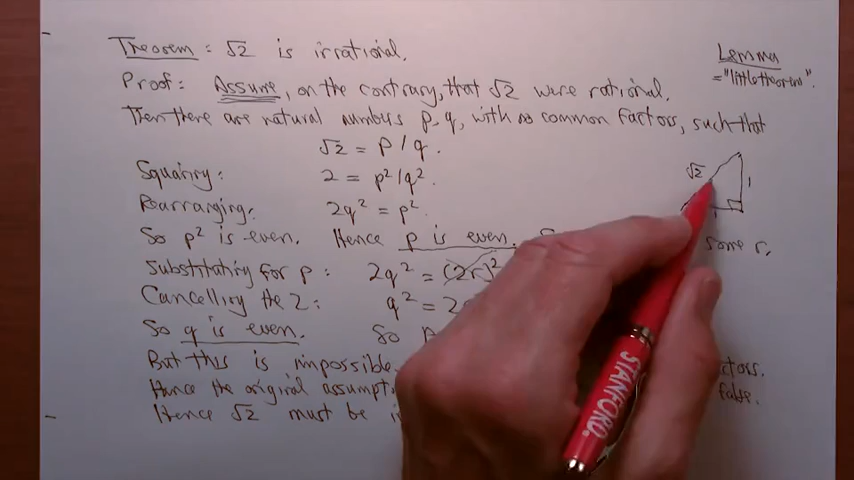 Theorem: √2 is irrational.
Lemma
= "little theorem".
Proof: Assume, on the contrary, that √2 were rational.
Then there are natural numbers p, q, with no common factors, such that
√2 = p/q.
Squaring: 2 = p²/q².
Rearranging: 2q² = p².
√2
1
1
So p² is even. Hence p is even. S some r.
Substituting for p: 2q² = (2r)²
Cancelling the 2: q² = 2
So q is even. So p
But this is impossible. factors.
Hence the original assumpt false.
Hence √2 must be i
STANFORD